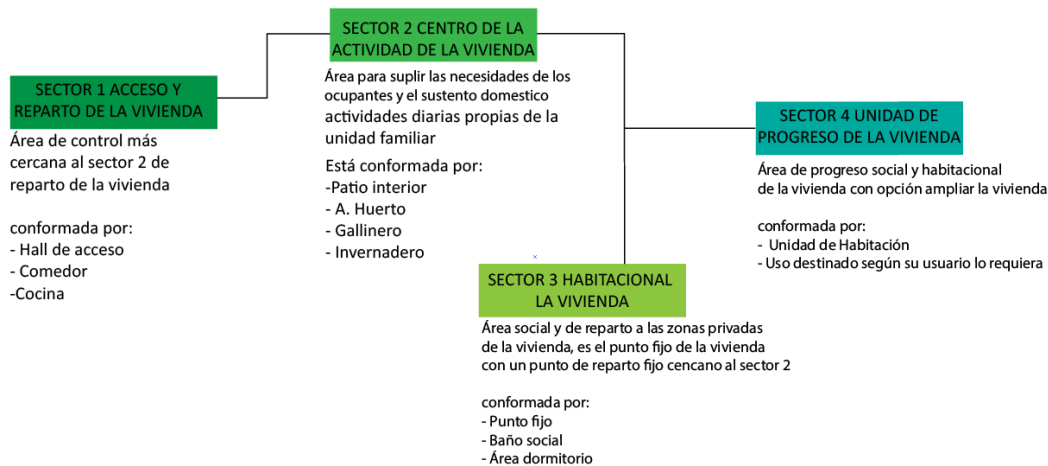 SECTOR 1 ACCESO Y
REPARTO DE LA VIVIENDA
Área de control más
cercana al sector 2 de
reparto de la vivienda
conformada por:
- Hall de acceso
- Comedor
-Cocina
SECTOR 2 CENTRO DE LA
ACTIVIDAD DE LA VIVIENDA
Área para suplir las necesidades de los
ocupantes y el sustento domestico
actividades diarias propias de la
unidad familiar
Está conformada por:
-Patio interior
- A. Huerto
- Gallinero
- Invernadero
SECTOR 3 HABITACIONAL
LA VIVIENDA
Área social y de reparto a las zonas privadas
de la vivienda, es el punto fijo de la vivienda
con un punto de reparto fijo cencano al sector 2
conformada por:
- Punto fijo
- Baño social
- Área dormitorio
SECTOR 4 UNIDAD DE
PROGRESO DE LA VIVIENDA
Área de progreso social y habitacional
de la vivienda con opción ampliar la vivienda
conformada por:
- Unidad de Habitación
- Uso destinado según su usuario lo requiera